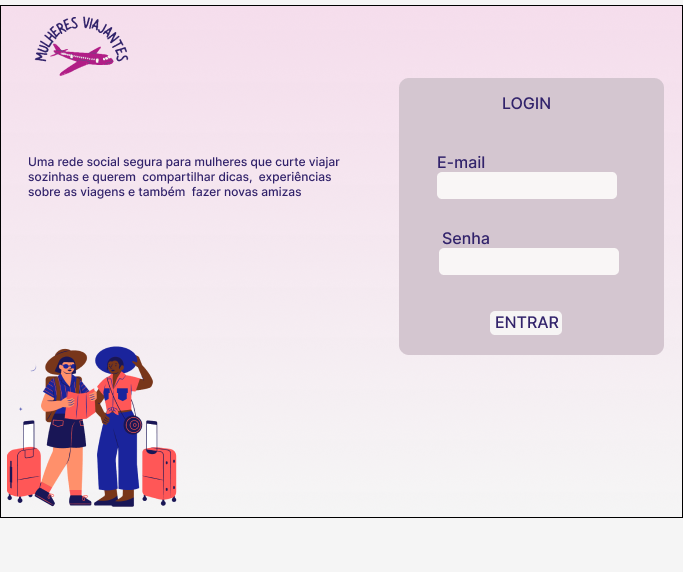 MULHERES VIAJANTES
LOGIN
Uma rede social segura para mulheres que curte viajar
sozinhas e querem  compartilhar dicas,  experiências
sobre as viagens e também  fazer novas amizas
E-mail
Senha
ENTRAR